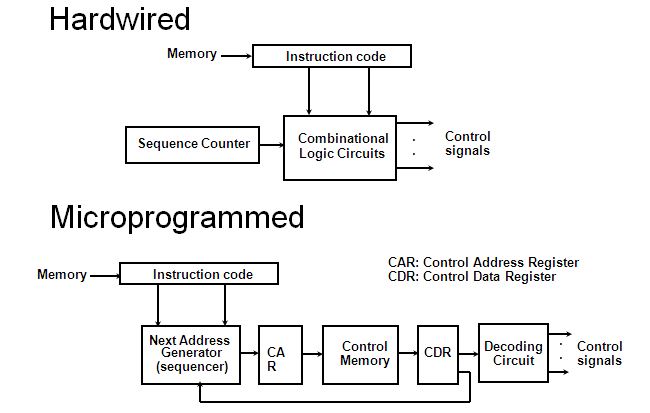 Hardwired
Memory
Instruction code
Sequence Counter
Combinational
Logic Circuits
Control
signals
Microprogrammed
CAR: Control Address Register
CDR: Control Data Register
Memory
Instruction code
Next Address
Generator
(sequencer)
CA
R
Control
Memory
CDR
Decoding
Circuit
Control
signals